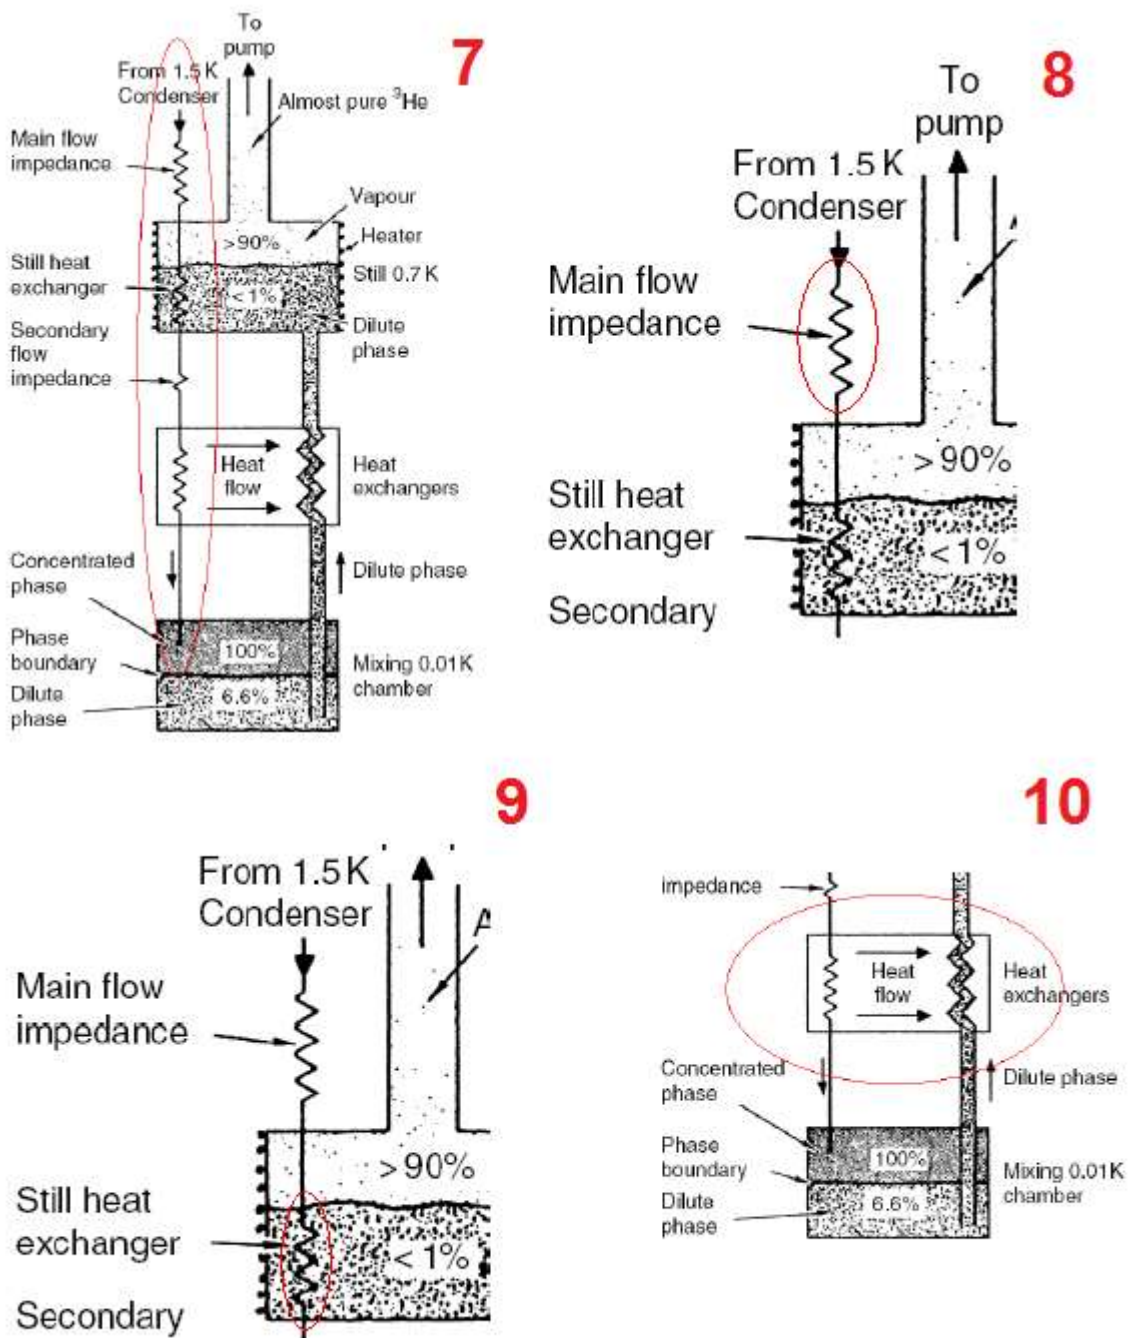 7
To
pump
From 1.5 K
Condenser
Almost pure ³He
Main flow
impedance
Vapour
>90%
Heater
Still heat
exchanger
Still 0.7 K
<1%
Secondary
flow
impedance
Dilute
phase
Heat
flow
Heat
exchangers
Concentrated
phase
Dilute phase
Phase
boundary
100%
Mixing 0.01K
chamber
Dilute
phase
6.6%
8
To
pump
From 1.5 K
Condenser
Main flow
impedance
>90%
Still heat
exchanger
<1%
Secondary
9
From 1.5 K
Condenser
A
Main flow
impedance
>90%
Still heat
exchanger
<1%
Secondary
10
impedance
Heat
flow
Heat
exchangers
Concentrated
phase
Dilute phase
Phase
boundary
100%
Mixing 0.01K
chamber
Dilute
phase
6.6%